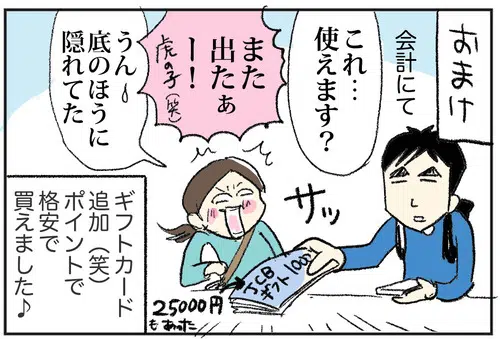 おまけ
会計にて
これ…
使えます?
また
出たぁ
ー!
虎の子(笑)
うん
底のほうに
隠れてた
サッ
JCB
ギフト1000
25000円
もあった
ギフトカード
追加(笑)
ポイントで
格安で
買えました♪